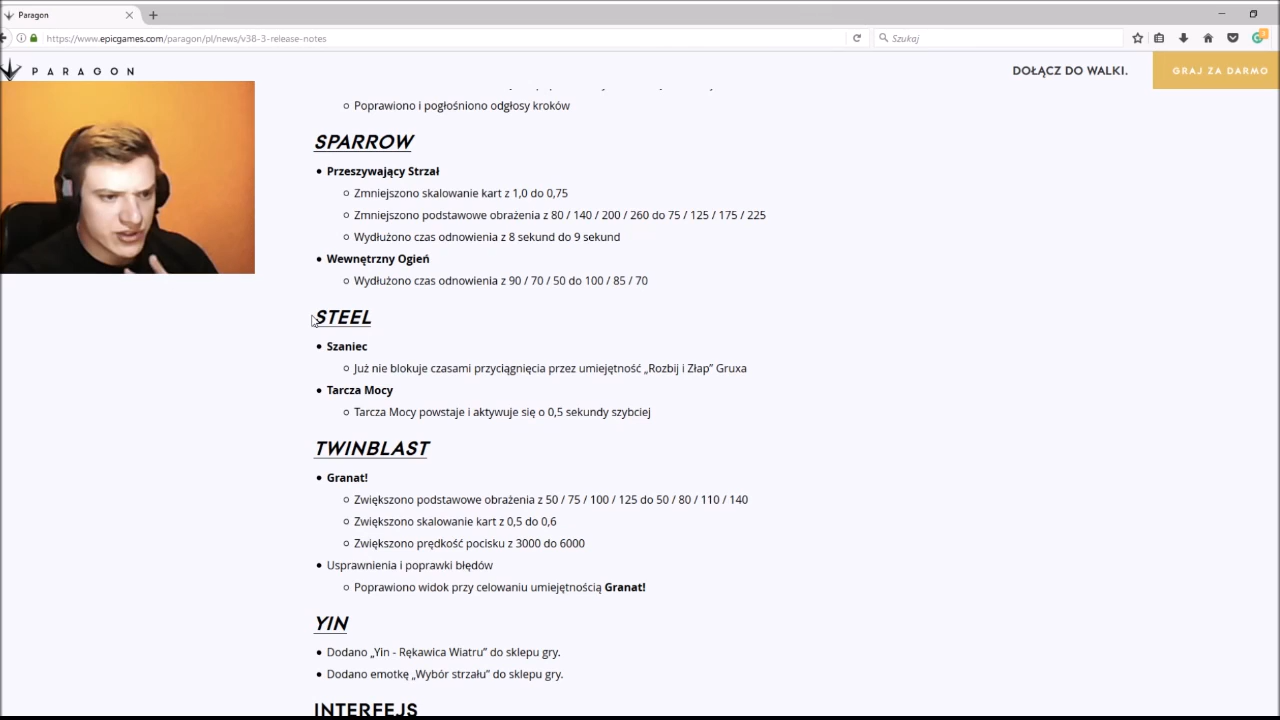 Paragon
https://www.epicgames.com/paragon/pl/news/v38-3-release-notes
Szukaj
PARAGON
DOŁĄCZ DO WALKI.
GRAJ ZA DARMO
Poprawiono i pogłośniono odgłosy kroków
SPARROW
Przeszywający Strzał
Zmniejszono skalowanie kart z 1,0 do 0,75
Zmniejszono podstawowe obrażenia z 80 / 140 / 200 / 260 do 75 / 125 / 175 / 225
Wydłużono czas odnowienia z 8 sekund do 9 sekund
Wewnętrzny Ogień
Wydłużono czas odnowienia z 90 / 70 / 50 do 100 / 85 / 70
STEEL
Szaniec
Już nie blokuje czasami przyciągnięcia przez umiejętność „Rozbij i Złap” Gruxa
Tarcza Mocy
Tarcza Mocy powstaje i aktywuje się o 0,5 sekundy szybciej
TWINBLAST
Granat!
Zwiększono podstawowe obrażenia z 50 / 75 / 100 / 125 do 50 / 80 / 110 / 140
Zwiększono skalowanie kart z 0,5 do 0,6
Zwiększono prędkość pocisku z 3000 do 6000
Usprawnienia i poprawki błędów
Poprawiono widok przy celowaniu umiejętnością Granat!
YIN
Dodano „Yin - Rękawica Wiatru” do sklepu gry.
Dodano emotkę „Wybór strzału” do sklepu gry.
INTERFEJS